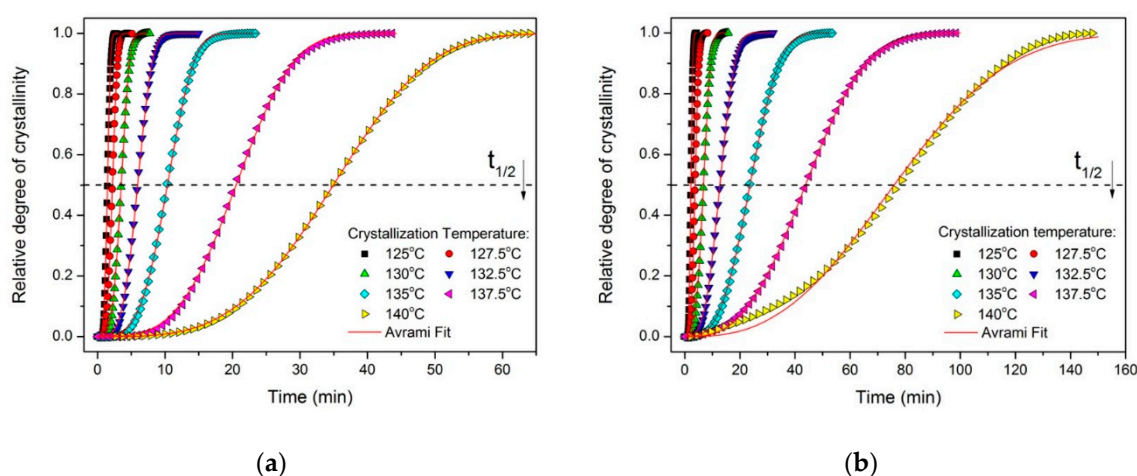 Relative degree of crystallinity
1.0
0.8
0.6
0.4
0.2
0.0
t1/2
Crystallization Temperature:
125°C 127.5°C
130°C 132.5°C
135°C 137.5°C
140°C
Avrami Fit
0 10 20 30 40 50 60
Time (min)
(a)
Relative degree of crystallinity
1.0
0.8
0.6
0.4
0.2
0.0
t1/2
Crystallization temperature:
125°C 127.5°C
130°C 132.5°C
135°C 137.5°C
140°C
Avrami Fit
0 20 40 60 80 100 120 140 160
Time (min)
(b)